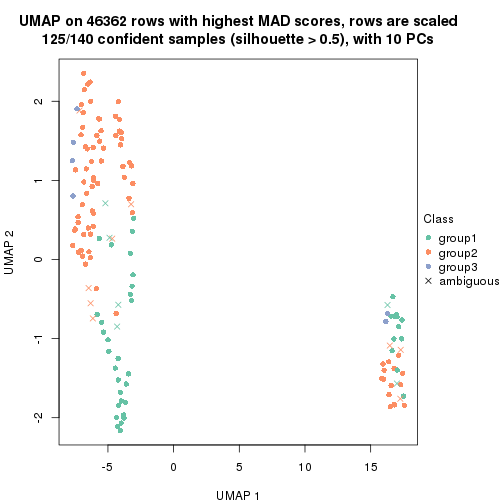 UMAP on 46362 rows with highest MAD scores, rows are scaled
125/140 confident samples (silhouette > 0.5), with 10 PCs
2
1
0
-1
-2
UMAP 2
-5
0
5
10
15
UMAP 1
Class
group1
group2
group3
ambiguous